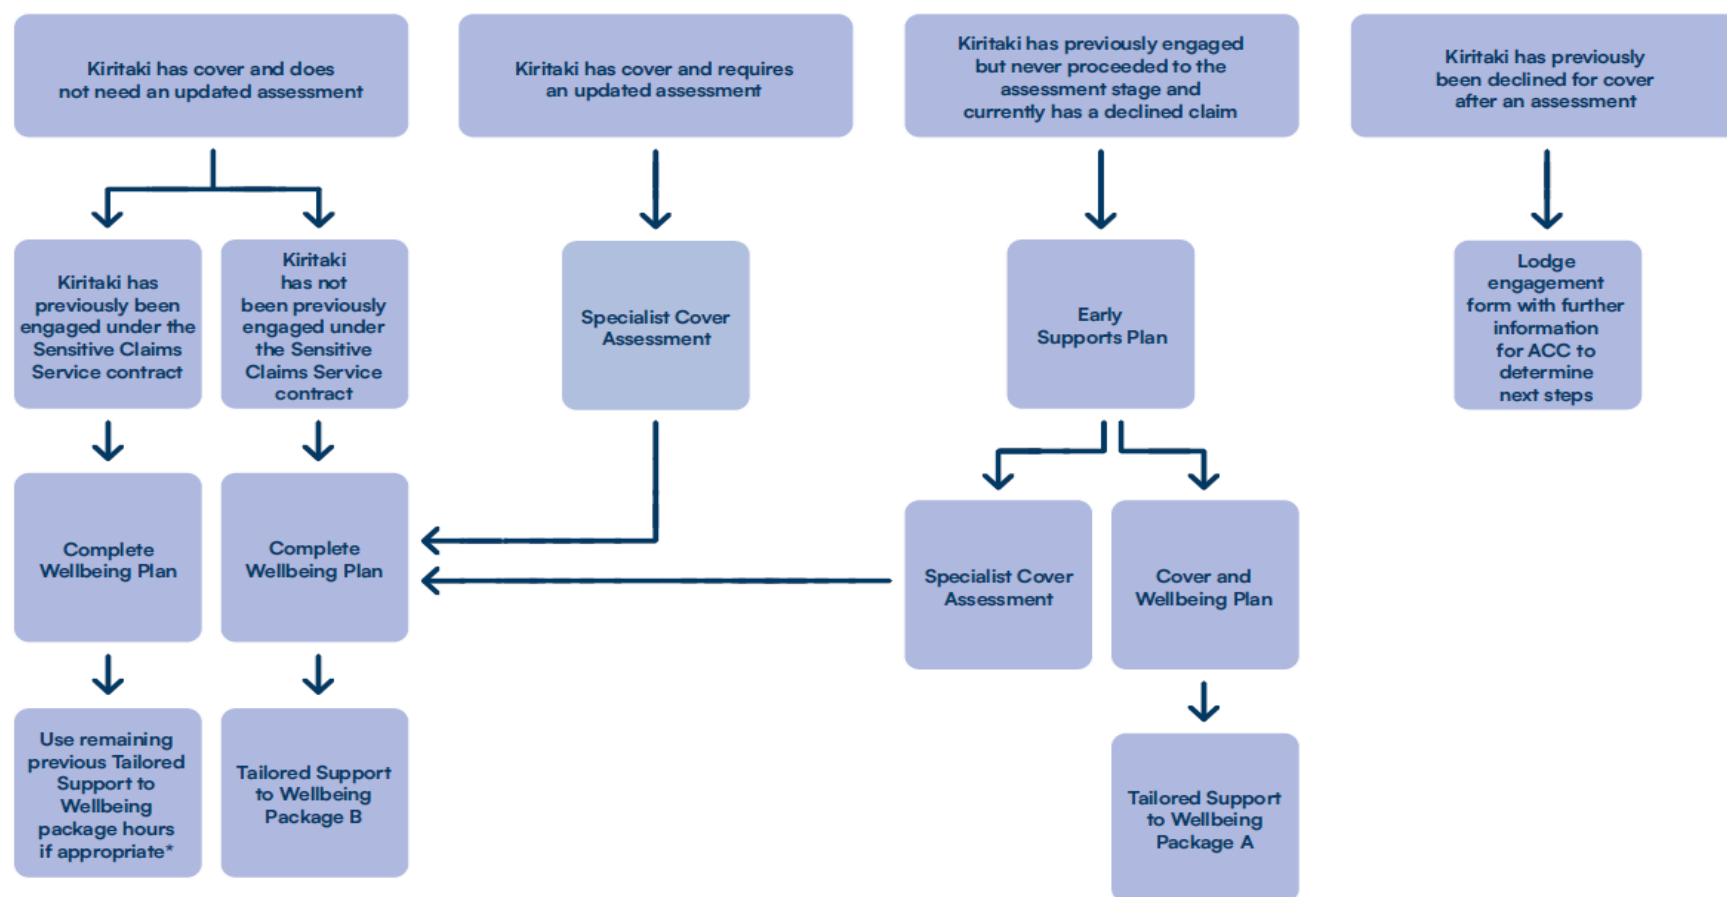 Kiritaki has cover and does
not need an updated assessment
Kiritaki has cover and requires
an updated assessment
Kiritaki has previously engaged
but never proceeded to the
assessment stage and
currently has a declined claim
Kiritaki has previously
been declined for cover
after an assessment
Kiritaki has
previously been
engaged under the
Sensitive Claims
Service contract
Kiritaki
has not
been previously
engaged under
the Sensitive
Claims Service
contract
Specialist Cover
Assessment
Early
Supports Plan
Lodge
engagement
form with further
information
for ACC to
determine
next steps
Complete
Wellbeing Plan
Complete
Wellbeing Plan
Specialist Cover
Assessment
Cover and
Wellbeing Plan
Use remaining
previous Tailored
Support to
Wellbeing
package hours
if appropriate*
Tailored Support
to Wellbeing
Package B
Tailored Support
to Wellbeing
Package A